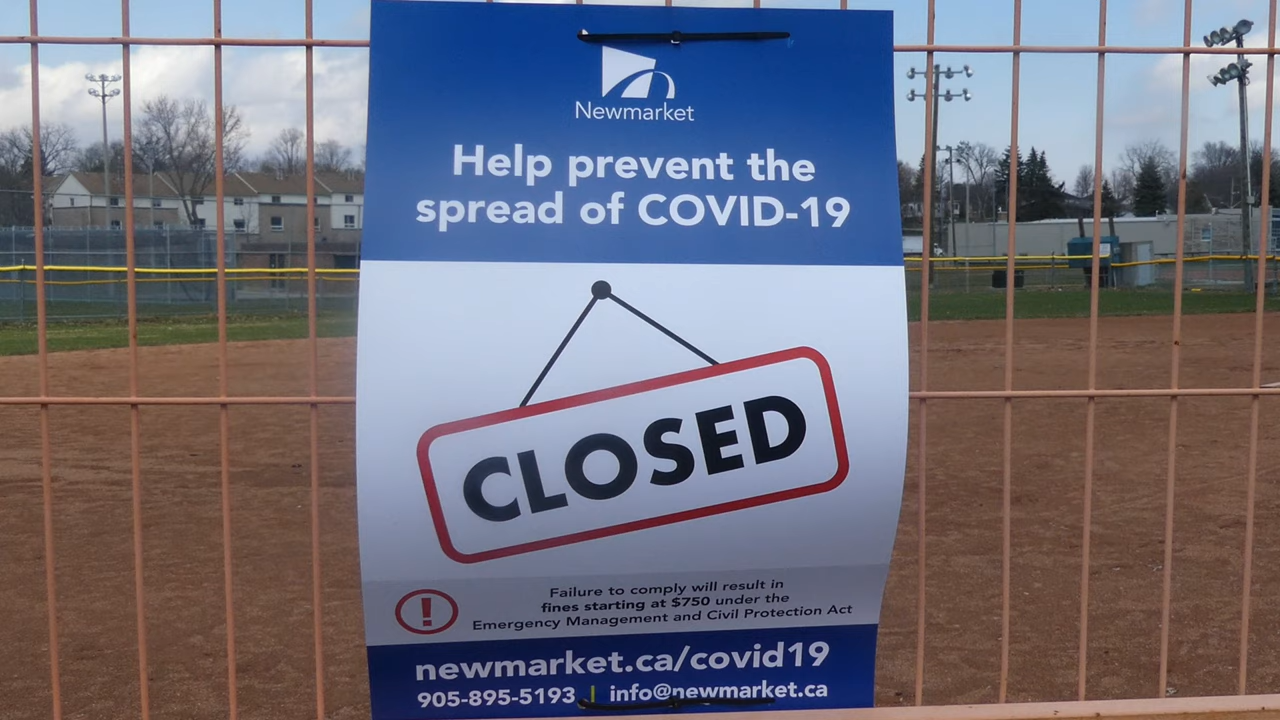 Newmarket
Help prevent the
spread of COVID-19
CLOSED
!
Failure to comply will result in
fines starting at $750 under the
Emergency Management and Civil Protection Act
newmarket.ca/covid19
905-895-5193 | info@newmarket.ca